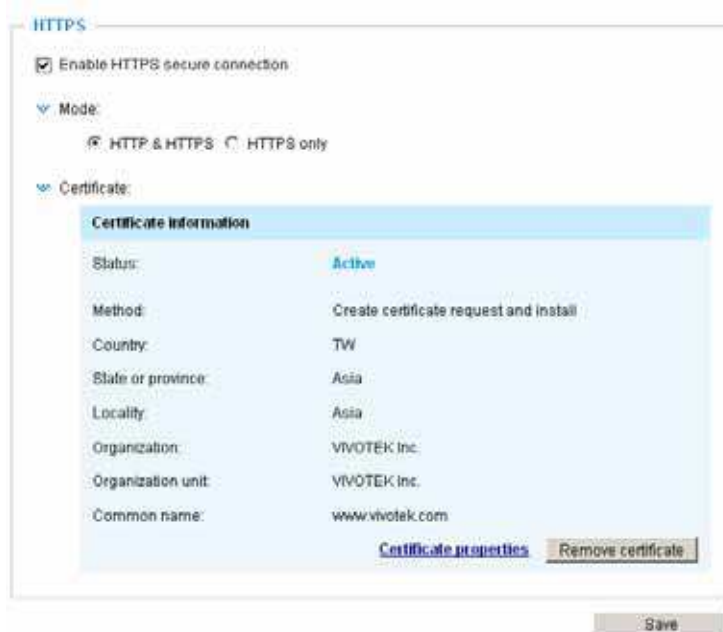 HTTPS
Enable HTTPS secure connection
Mode:
HTTP & HTTPS HTTPS only
Certificate:
Certificate information
Status: Active
Method: Create certificate request and install
Country: TW
State or province: Asia
Locality: Asia
Organization: VIVOTEK Inc.
Organization unit: VIVOTEK Inc.
Common name: www.vivotek.com
Certificate properties Remove certificate
Save